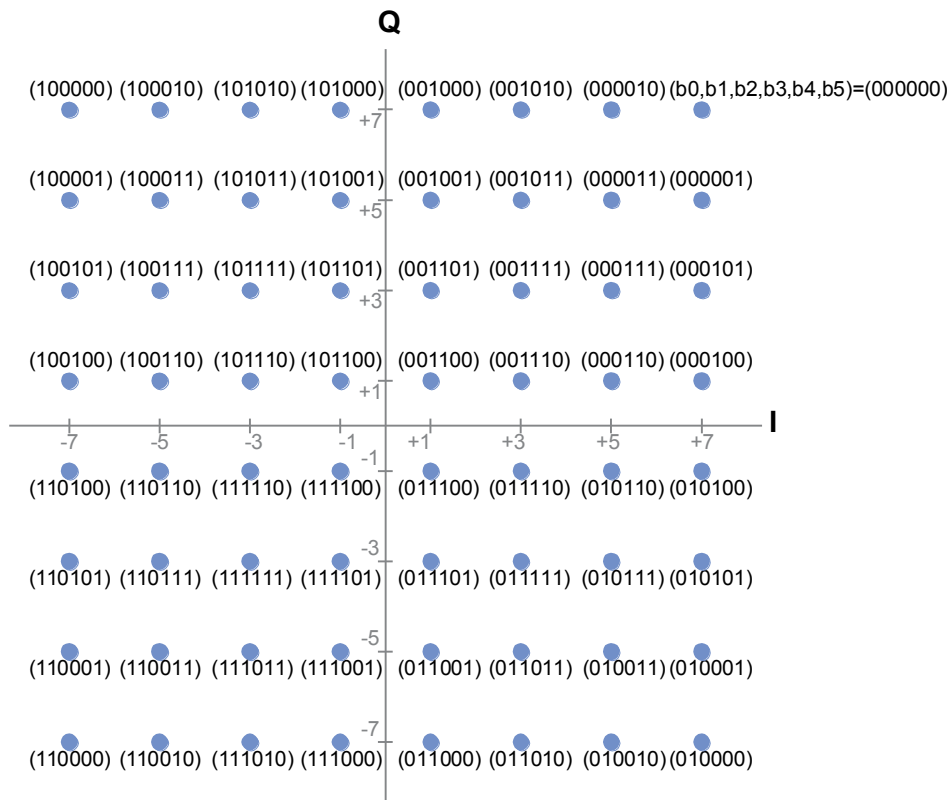 Q
(100000) (100010) (101010) (101000) (001000) (001010) (000010) (b0,b1,b2,b3,b4,b5)=(000000)
+7
(100001) (100011) (101011) (101001) (001001) (001011) (000011) (000001)
+5
(100101) (100111) (101111) (101101) (001101) (001111) (000111) (000101)
+3
(100100) (100110) (101110) (101100) (001100) (001110) (000110) (000100)
+1
I
-7 -5 -3 -1 +1 +3 +5 +7
-1
(110100) (110110) (111110) (111100) (011100) (011110) (010110) (010100)
-3
(110101) (110111) (111111) (111101) (011101) (011111) (010111) (010101)
-5
(110001) (110011) (111011) (111001) (011001) (011011) (010011) (010001)
-7
(110000) (110010) (111010) (111000) (011000) (011010) (010010) (010000)